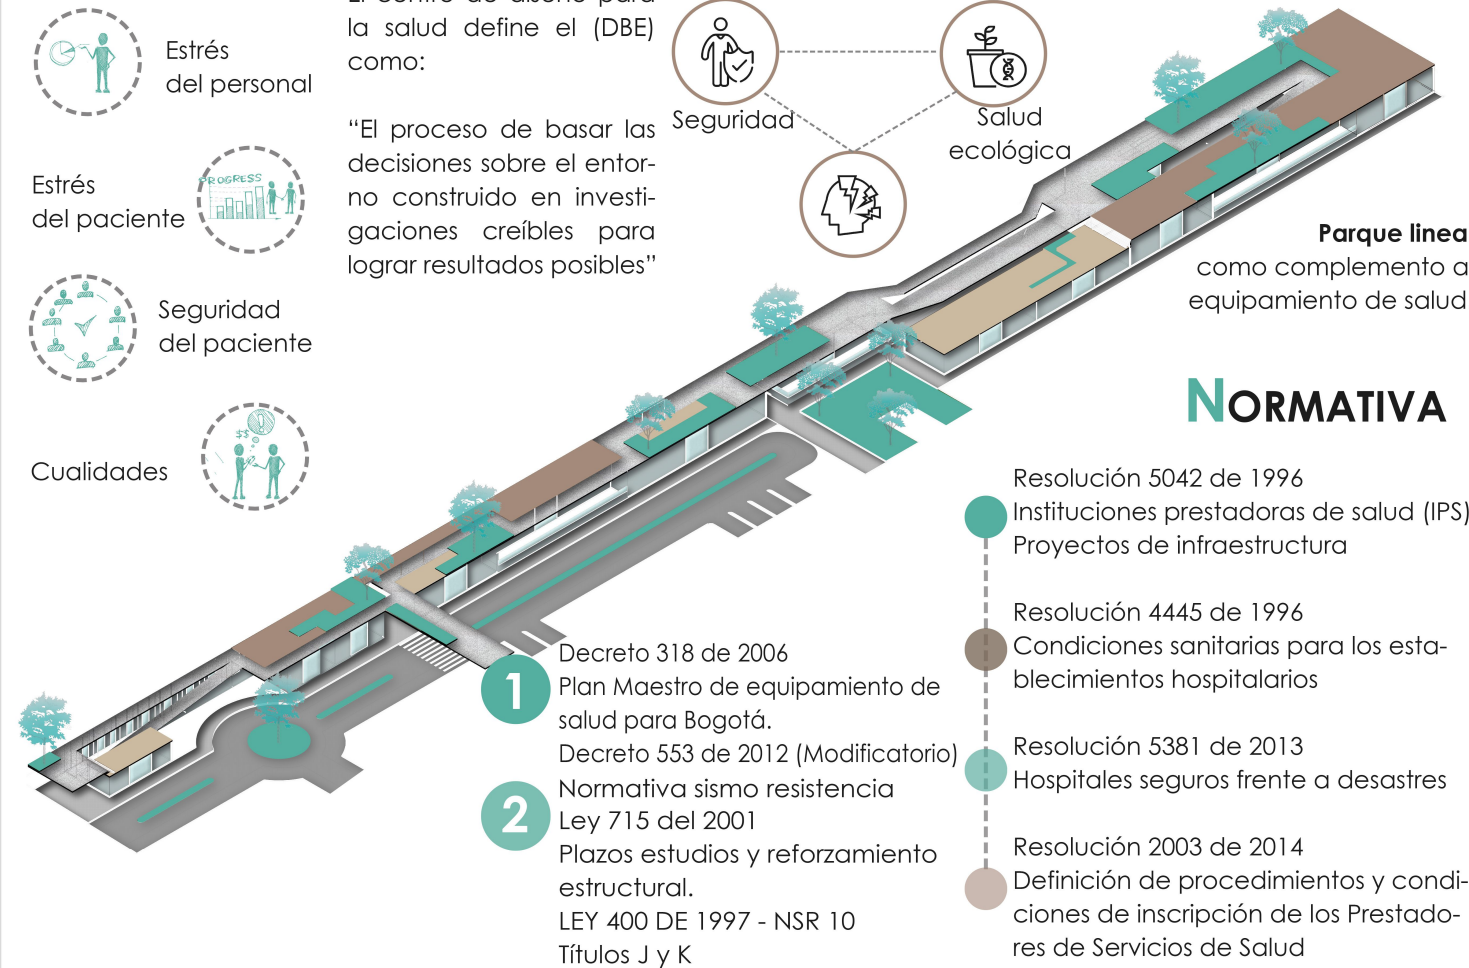 Estrés
del personal
Estrés
del paciente
PROGRESS
Seguridad
del paciente
Cualidades
$$
El centro de diseño para
la salud define el (DBE)
como:
“El proceso de basar las
decisiones sobre el entor-
no construido en investi-
gaciones creíbles para
lograr resultados posibles”
Seguridad
Salud
ecológica
Parque linea
como complemento a
equipamiento de salud
NORMATIVA
Resolución 5042 de 1996
Instituciones prestadoras de salud (IPS)
Proyectos de infraestructura
Resolución 4445 de 1996
Condiciones sanitarias para los esta-
blecimientos hospitalarios
Resolución 5381 de 2013
Hospitales seguros frente a desastres
Resolución 2003 de 2014
Definición de procedimientos y condi-
ciones de inscripción de los Prestado-
res de Servicios de Salud
1
Decreto 318 de 2006
Plan Maestro de equipamiento de
salud para Bogotá.
Decreto 553 de 2012 (Modificatorio)
2
Normativa sismo resistencia
Ley 715 del 2001
Plazos estudios y reforzamiento
estructural.
LEY 400 DE 1997 - NSR 10
Títulos J y K